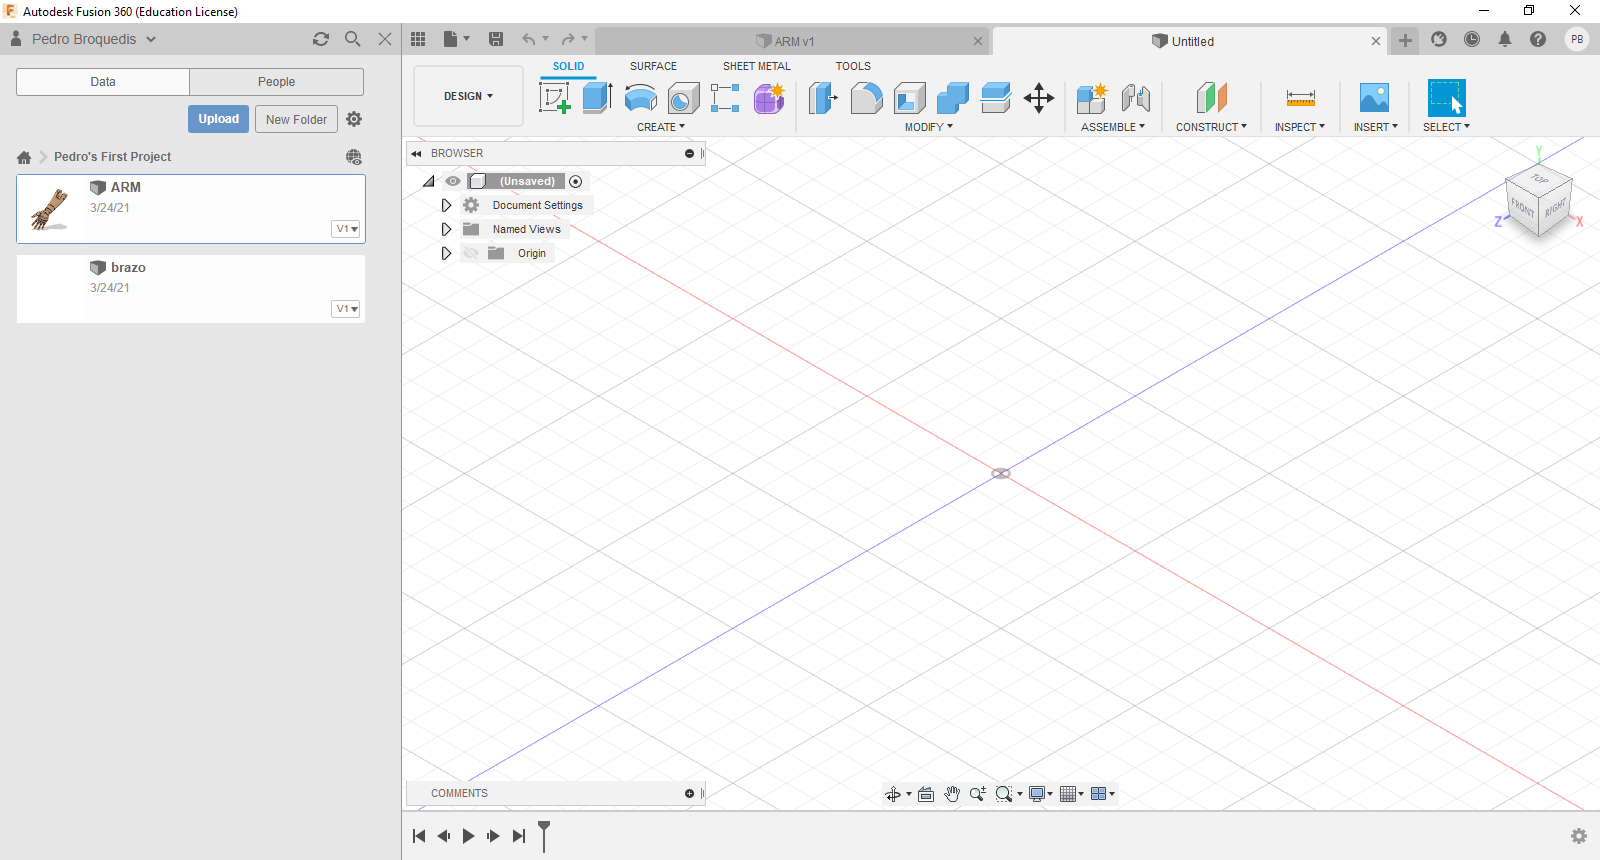 Autodesk Fusion 360 (Education License)
Pedro Broquedis
ARM v1
Untitled
PB
Data
People
SOLID
SURFACE
SHEET METAL
TOOLS
DESIGN
Upload
New Folder
CREATE
MODIFY
ASSEMBLE
CONSTRUCT
INSPECT
INSERT
SELECT
Pedro's First Project
BROWSER
ARM
3/24/21
V1
brazo
3/24/21
V1
(Unsaved)
Document Settings
Named Views
Origin
Y
TOP
FRONT
RIGHT
Z
X
COMMENTS